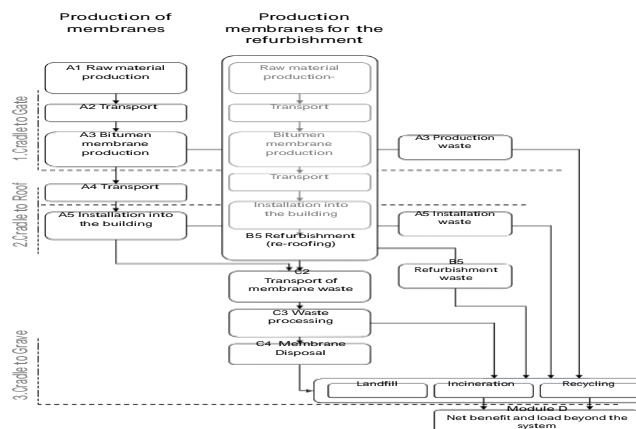 Production of
membranes
Production
membranes for the
refurbishment
A1 Raw material
production
A2 Transport
A3 Bitumen
membrane
production
A4 Transport
A5 Installation into
the building
Raw material
production-
Transport
Bitumen
membrane
production
Transport
Installation into
the building
B5 Refurbishment
(re-roofing)
A3 Production
waste
A5 Installation
waste
B5
Refurbishment
waste
C2
Transport of
membrane waste
C3 Waste
processing
C4 Membrane
Disposal
Landfill
Incineration
Recycling
Module D
Net benefit and load beyond the
system
1.Cradle to Gate
2.Cradle to Roof
3.Cradle to Grave